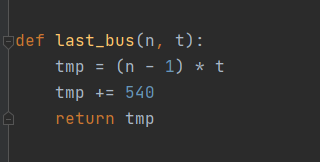 def last_bus(n, t):
    tmp = (n - 1) * t
    tmp += 540
    return tmp